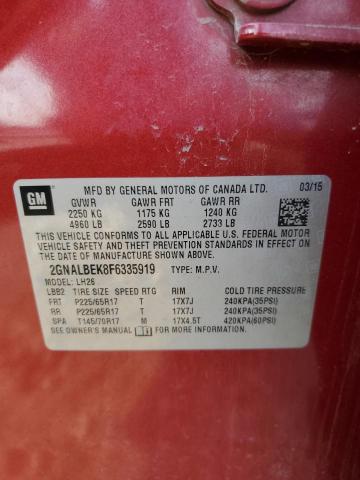 GM
MFD BY GENERAL MOTORS OF CANADA LTD. 03/15
GVWR GAWR FRT GAWR RR
2250 KG 1175 KG 1240 KG
4960 LB 2590 LB 2733 LB
THIS VEHICLE CONFORMS TO ALL APPLICABLE U.S. FEDERAL MOTOR
VEHICLE SAFETY, BUMPER, AND THEFT PREVENTION STANDARDS IN EFFECT ON THE
DATE OF MANUFACTURE SHOWN ABOVE.
2GNALBEK8F6335919 TYPE: M.P.V.
MODEL: LH26
LBB2 TIRE SIZE SPEED RTG RIM COLD TIRE PRESSURE
FRT P225/65R17 T 17X7J 240KPA(35PSI)
RR P225/65R17 T 17X7J 240KPA(35PSI)
SPA T145/70R17 M 17X4.5T 420KPA(60PSI)
SEE OWNER'S MANUAL FOR MORE INFORMATION.